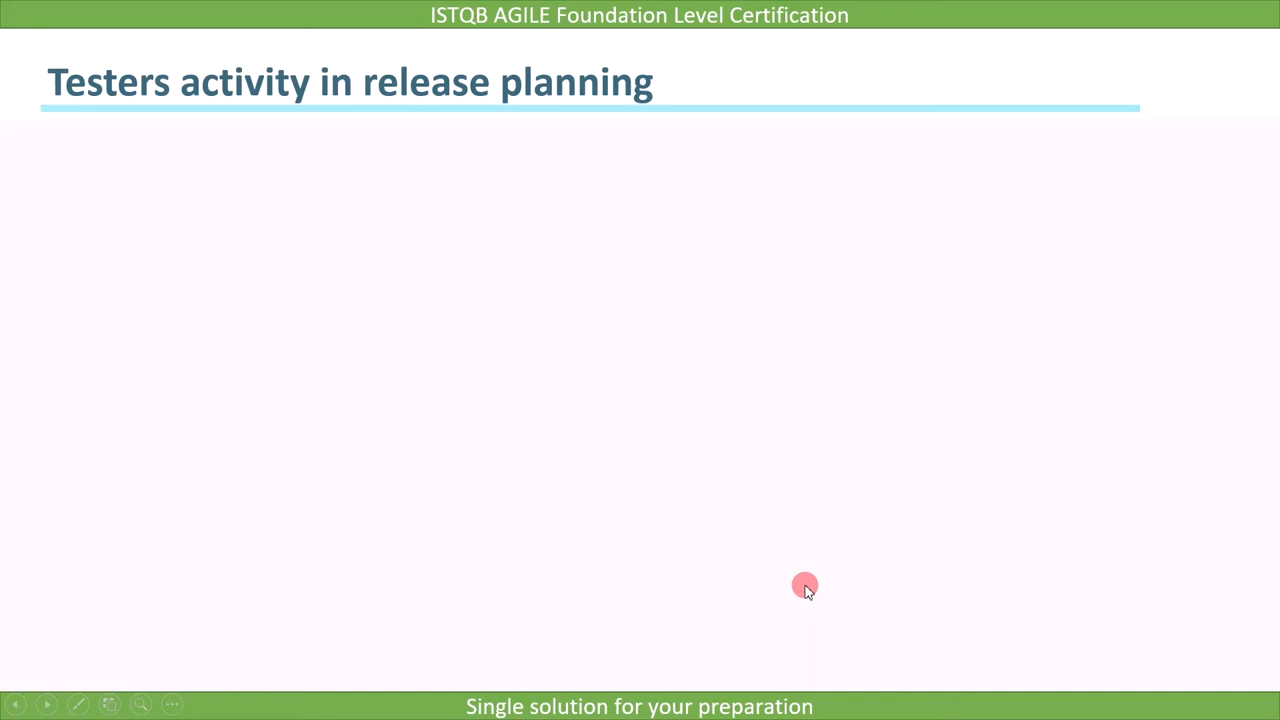 ISTQB AGILE Foundation Level Certification
Testers activity in release planning
Single solution for your preparation